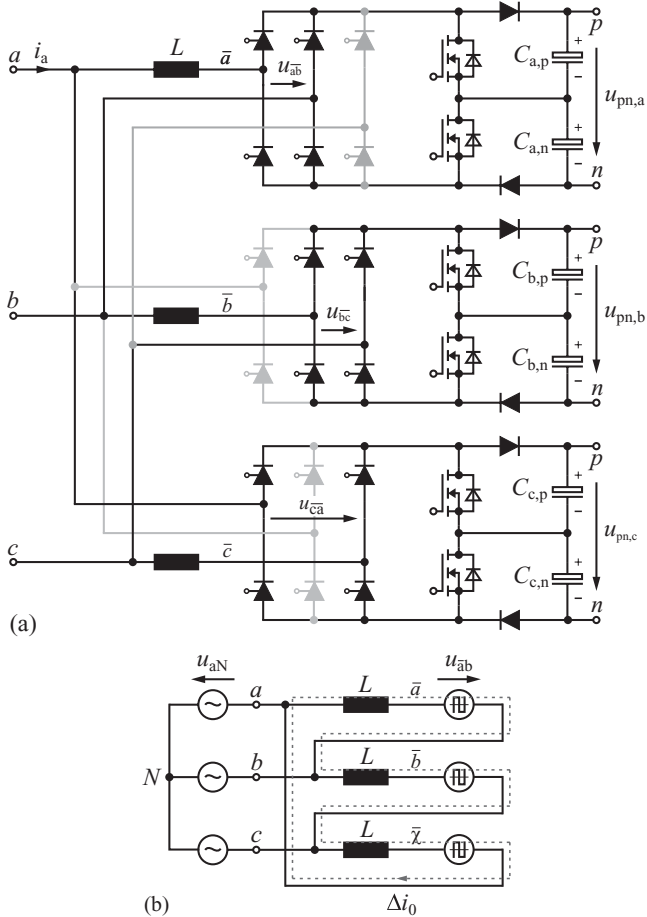 a i_a L ā u_āb̄ C_a,p + − p
C_a,n + − n u_pn,a
b b̄ u_b̄c C_b,p + − p
C_b,n + − n u_pn,b
c c̄ u_c̄ā C_c,p + − p
C_c,n + − n u_pn,c
(a)
u_aN u_āb
a L ā
N b L b̄
c L χ̄
(b) Δi_0